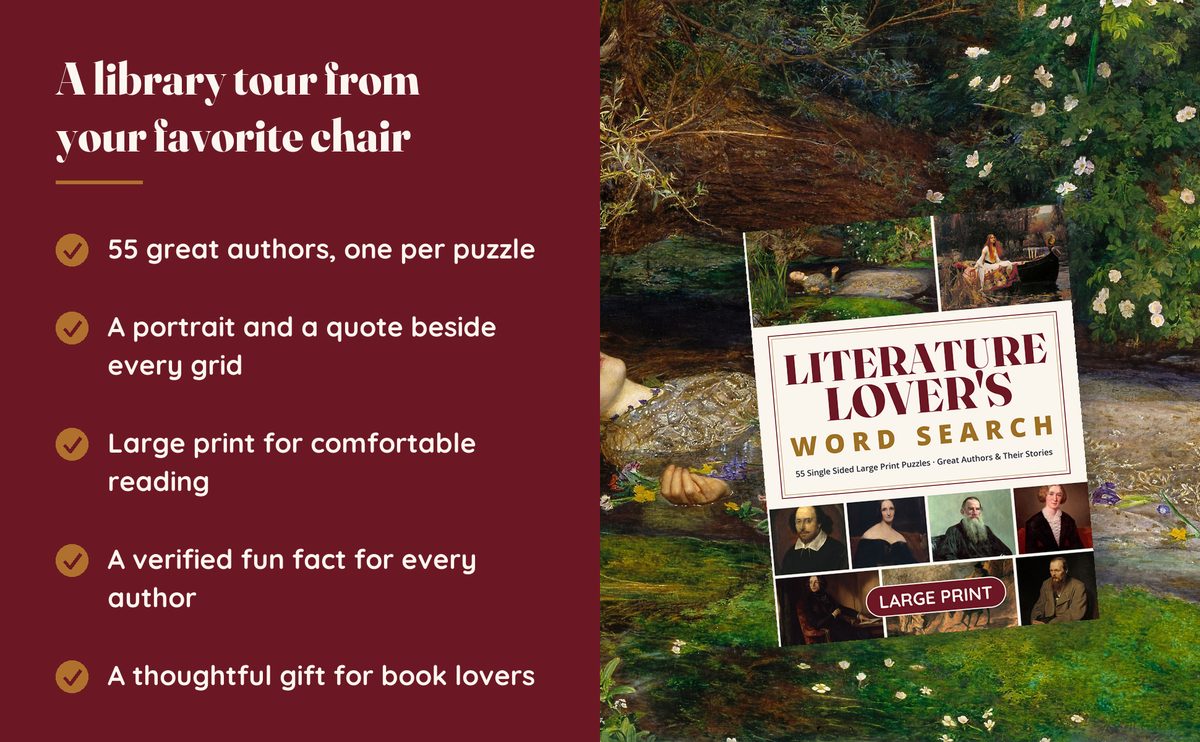 A library tour from
your favorite chair
55 great authors, one per puzzle
A portrait and a quote beside
every grid
Large print for comfortable
reading
A verified fun fact for every
author
A thoughtful gift for book lovers
LITERATURE
LOVER'S
WORD SEARCH
55 Single Sided Large Print Puzzles · Great Authors & Their Stories
LARGE PRINT